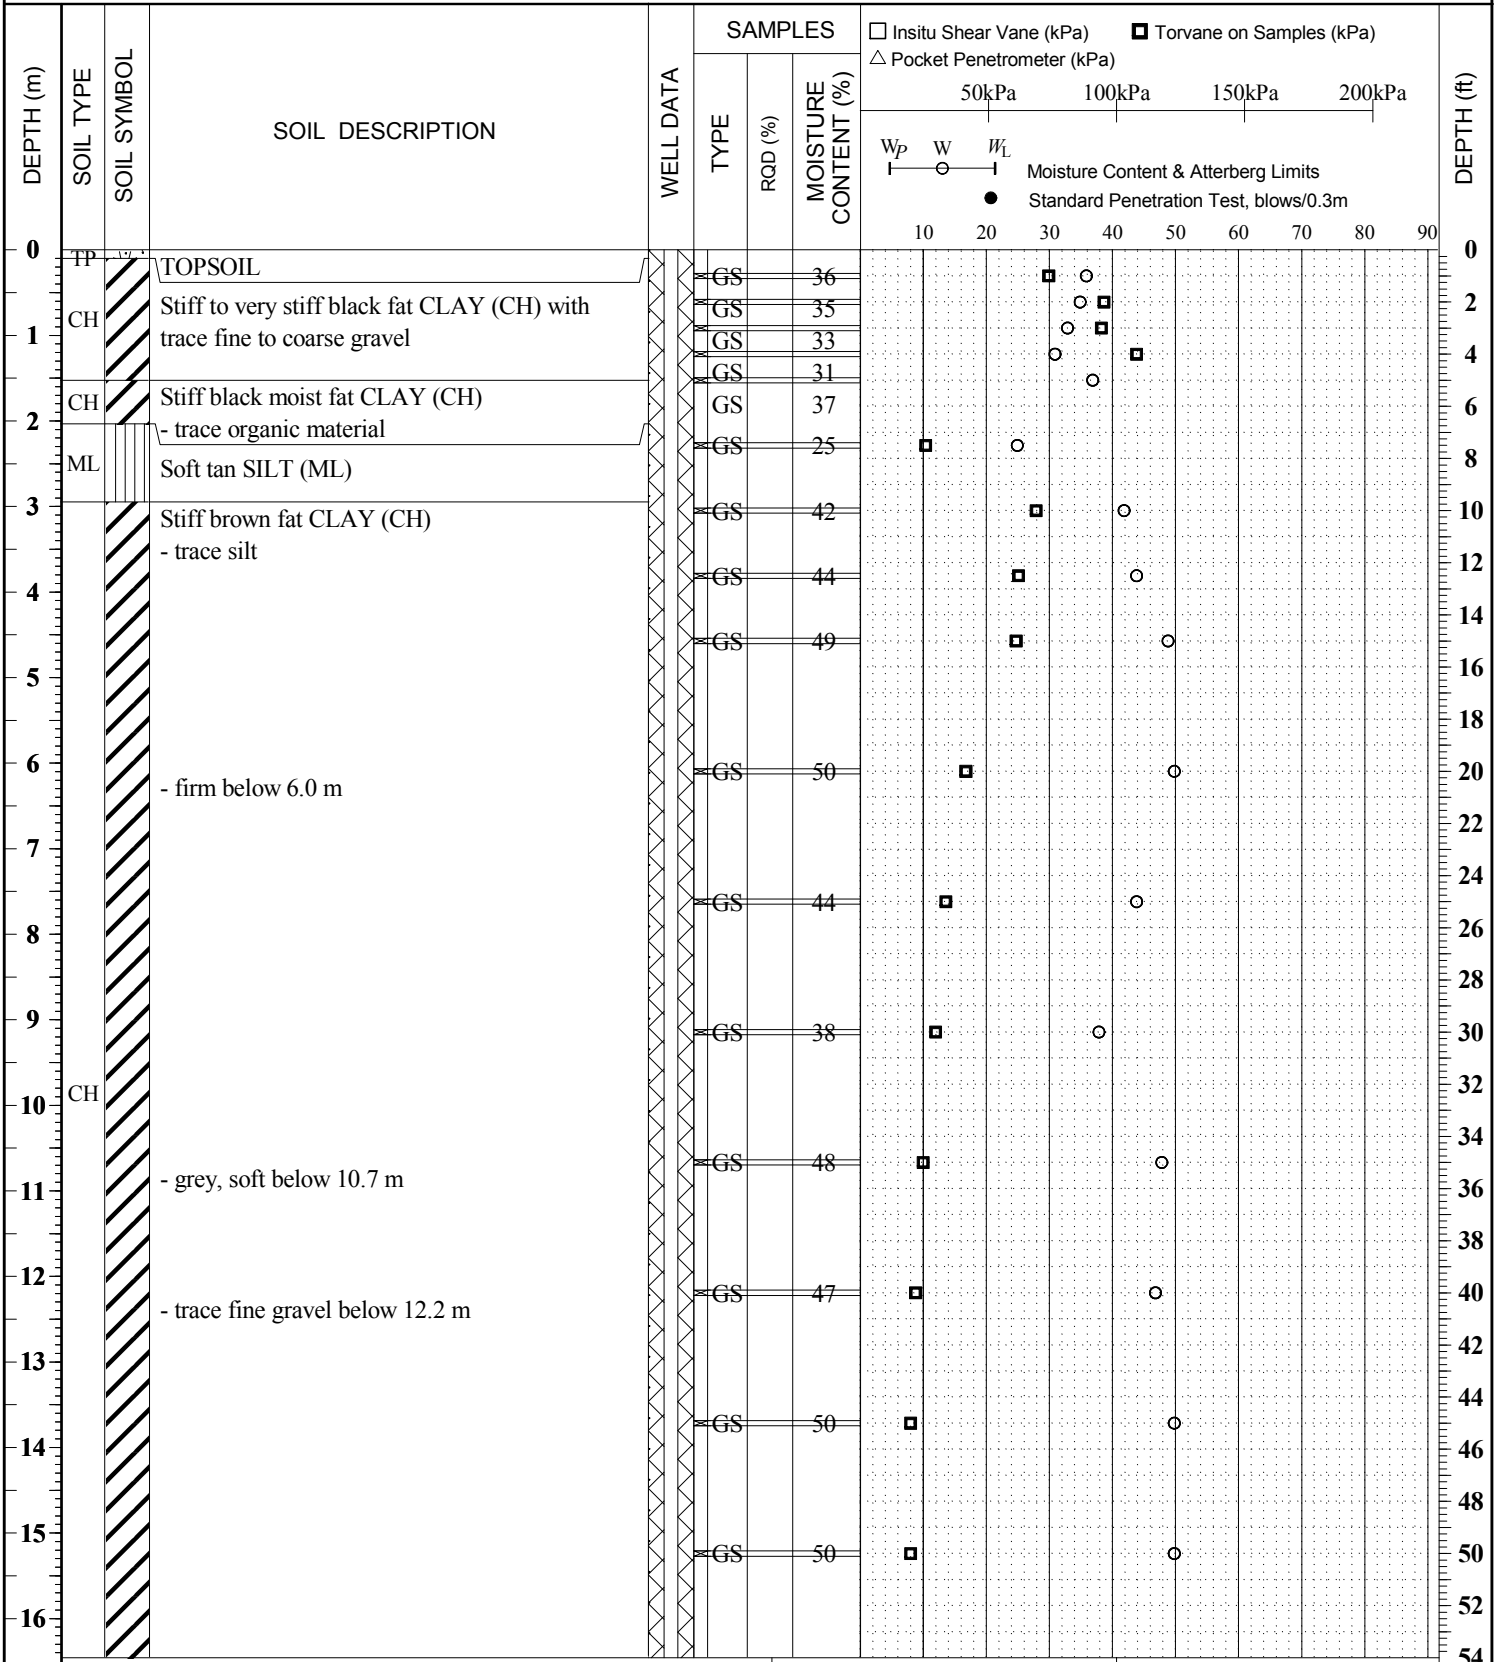 SAMPLES
Insitu Shear Vane (kPa)
Torvane on Samples (kPa)
Pocket Penetrometer (kPa)
50kPa 100kPa 150kPa 200kPa
DEPTH (m)
SOIL TYPE
SOIL SYMBOL
SOIL DESCRIPTION
WELL DATA
TYPE
RQD (%)
MOISTURE
CONTENT (%)
DEPTH (ft)
WP W WL
Moisture Content & Atterberg Limits
Standard Penetration Test, blows/0.3m
10 20 30 40 50 60 70 80 90
0 0
TP TOPSOIL GS 36
CH Stiff to very stiff black fat CLAY (CH) with GS 35 2
trace fine to coarse gravel GS 33
1 4
GS 31
CH Stiff black moist fat CLAY (CH) GS 37 6
2 - trace organic material
GS 25 8
ML Soft tan SILT (ML)
3 GS 42 10
Stiff brown fat CLAY (CH)
- trace silt
GS 44 12
4
14
GS 49
16
5
18
6 GS 50 20
- firm below 6.0 m
22
7
24
GS 44
8 26
28
9 GS 38 30
32
CH
10
34
GS 48
- grey, soft below 10.7 m
11 36
38
12 GS 47 40
- trace fine gravel below 12.2 m
42
13
44
GS 50
14 46
48
15 GS 50 50
52
16
54